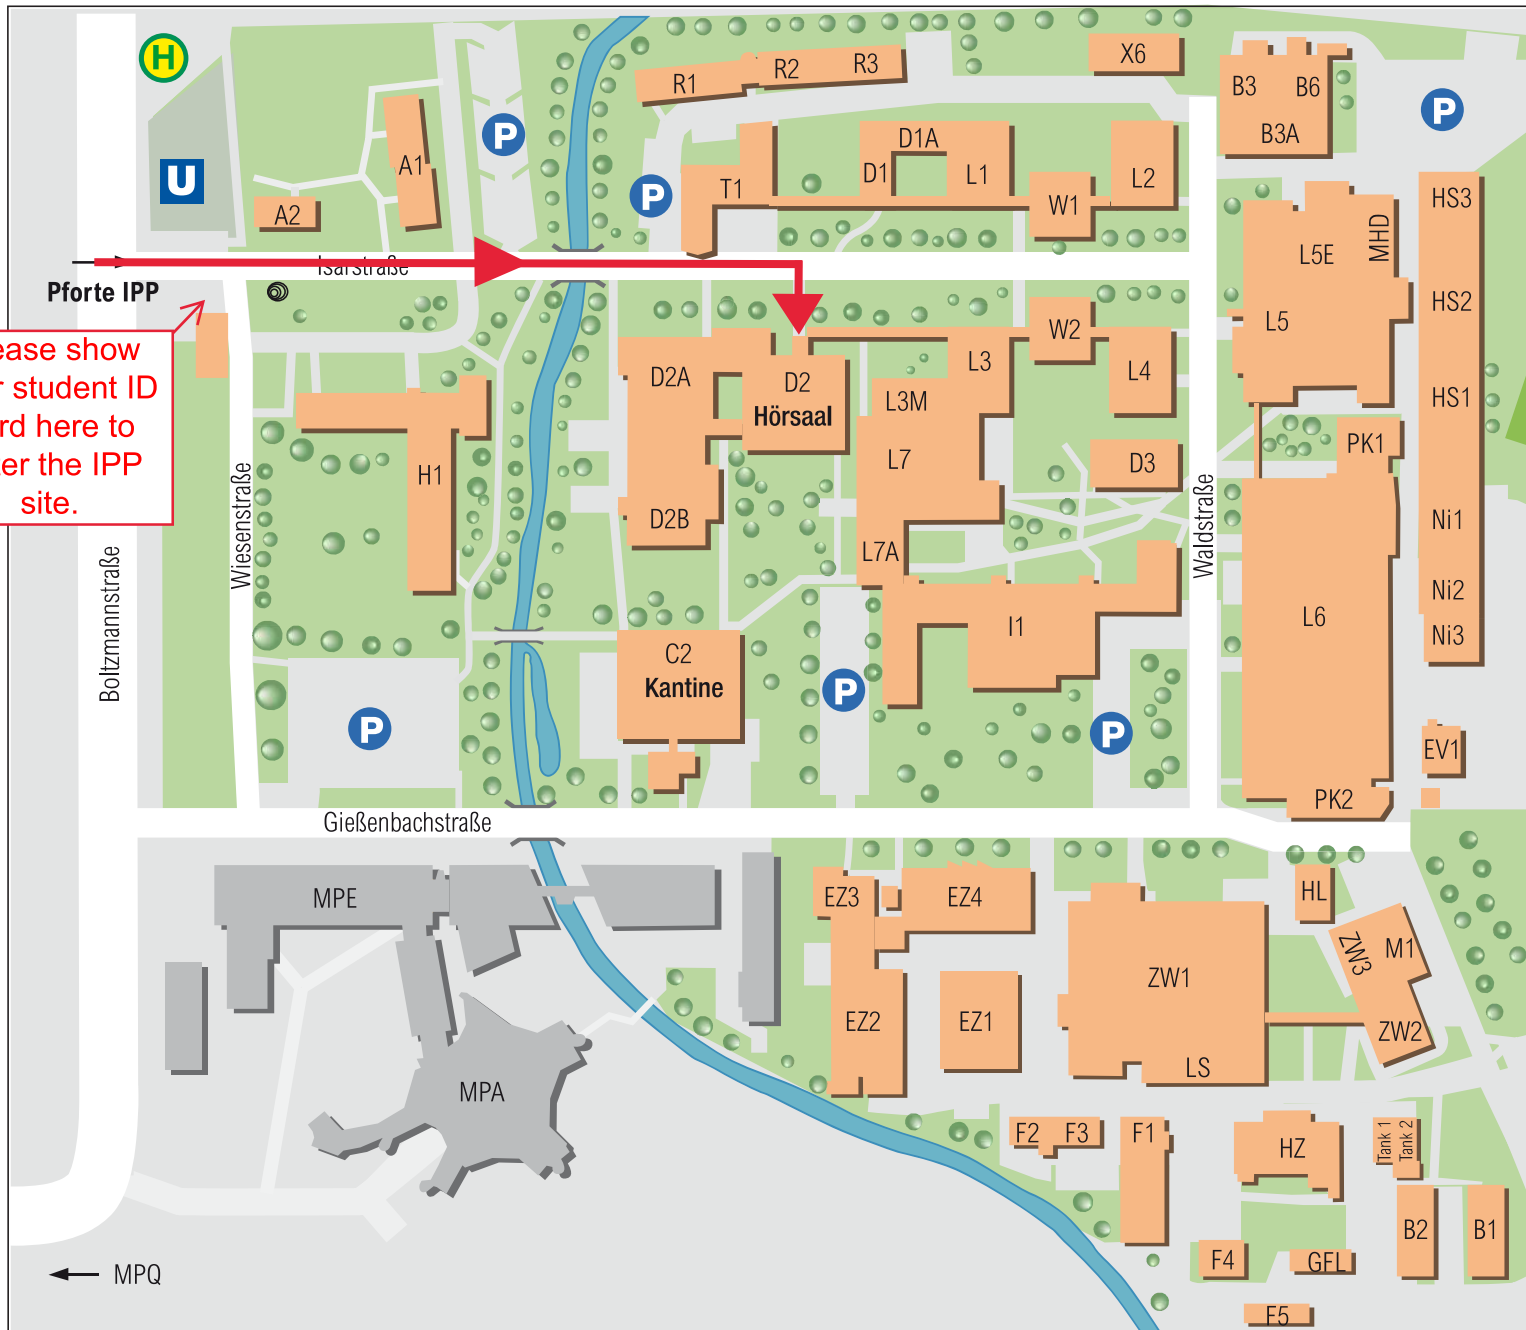 H
R1
R2
R3
X6
B3
B6
B3A
P
P
U
A1
A2
P
T1
D1A
D1
L1
W1
L2
HS3
MHD
L5E
Isarstraße
Pforte IPP
HS2
L5
W2
L3
L4
D2A
D2
Hörsaal
L3M
HS1
ease show
r student ID
rd here to
er the IPP
site.
PK1
L7
D3
H1
Wiesenstraße
Waldstraße
D2B
Ni1
L7A
Boltzmannstraße
Ni2
I1
L6
Ni3
C2
Kantine
P
P
P
EV1
PK2
Gießenbachstraße
MPE
EZ3
EZ4
HL
ZW3
M1
ZW1
EZ2
EZ1
ZW2
LS
MPA
F2
F3
F1
HZ
Tank 1
Tank 2
B2
B1
F4
GFL
MPQ
F5